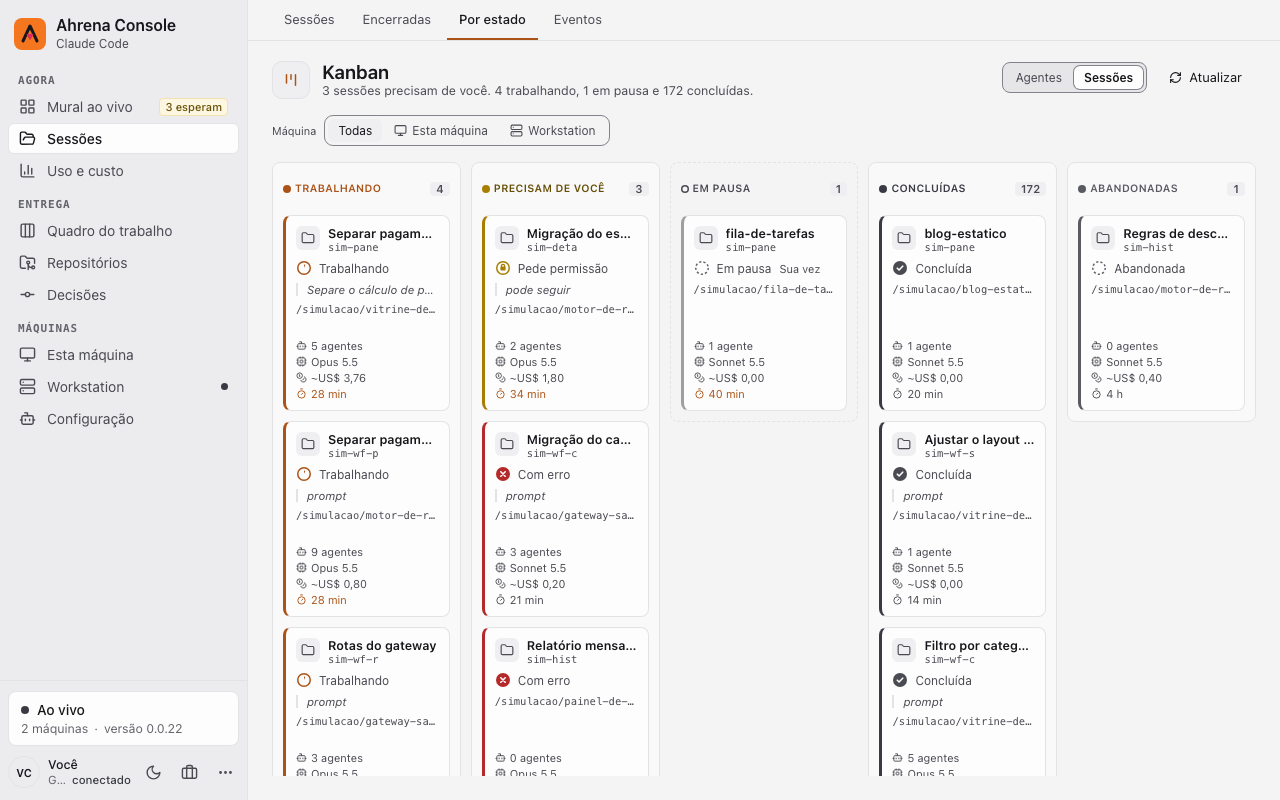 Ahrena Console
Claude Code
AGORA
Mural ao vivo
3 esperam
Sessões
Uso e custo
ENTREGA
Quadro do trabalho
Repositórios
Decisões
MÁQUINAS
Esta máquina
Workstation
Configuração
Ao vivo
2 máquinas · versão 0.0.22
VC
Você
G... conectado
Sessões
Encerradas
Por estado
Eventos
Kanban
3 sessões precisam de você. 4 trabalhando, 1 em pausa e 172 concluídas.
Agentes
Sessões
Atualizar
Máquina
Todas
Esta máquina
Workstation
TRABALHANDO 4
Separar pagam...
sim-pane
Trabalhando
Separe o cálculo de p...
/simulacao/vitrine-de…
5 agentes
Opus 5.5
~US$ 3,76
28 min
Separar pagam...
sim-wf-p
Trabalhando
prompt
/simulacao/motor-de-r…
9 agentes
Opus 5.5
~US$ 0,80
28 min
Rotas do gateway
sim-wf-r
Trabalhando
prompt
/simulacao/gateway-sa…
3 agentes
Opus 5.5
PRECISAM DE VOCÊ 3
Migração do es...
sim-deta
Pede permissão
pode seguir
/simulacao/motor-de-r…
2 agentes
Opus 5.5
~US$ 1,80
34 min
Migração do ca...
sim-wf-c
Com erro
prompt
/simulacao/gateway-sa…
3 agentes
Sonnet 5.5
~US$ 0,20
21 min
Relatório mensa...
sim-hist
Com erro
/simulacao/painel-de-…
0 agentes
Opus 5.5
EM PAUSA 1
fila-de-tarefas
sim-pane
Em pausa Sua vez
/simulacao/fila-de-ta…
1 agente
Sonnet 5.5
~US$ 0,00
40 min
CONCLUÍDAS 172
blog-estatico
sim-pane
Concluída
/simulacao/blog-estat…
1 agente
Sonnet 5.5
~US$ 0,00
20 min
Ajustar o layout ...
sim-wf-s
Concluída
prompt
/simulacao/vitrine-de…
1 agente
Sonnet 5.5
~US$ 0,00
14 min
Filtro por categ...
sim-wf-c
Concluída
prompt
/simulacao/vitrine-de…
5 agentes
Opus 5.5
ABANDONADAS 1
Regras de desc...
sim-hist
Abandonada
/simulacao/motor-de-r…
0 agentes
Sonnet 5.5
~US$ 0,40
4 h